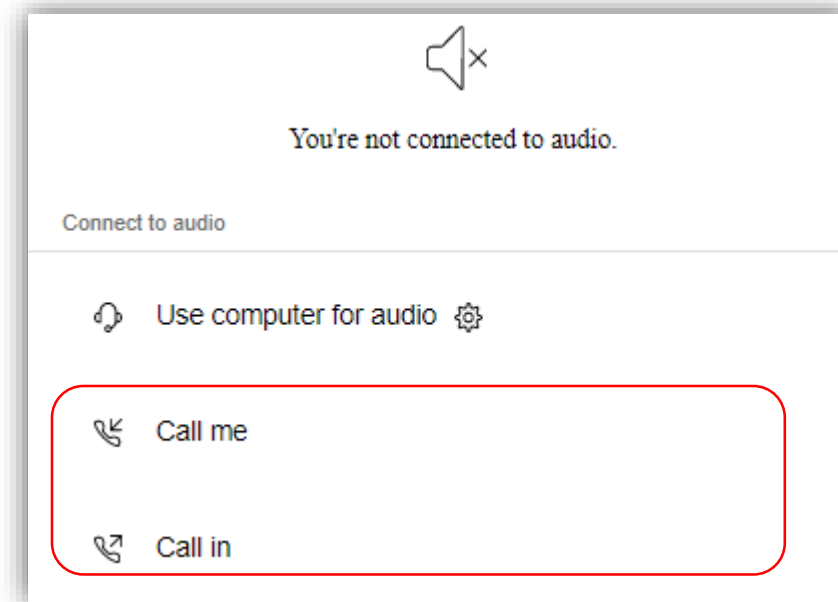 You're not connected to audio.
Connect to audio
Use computer for audio
Call me
Call in